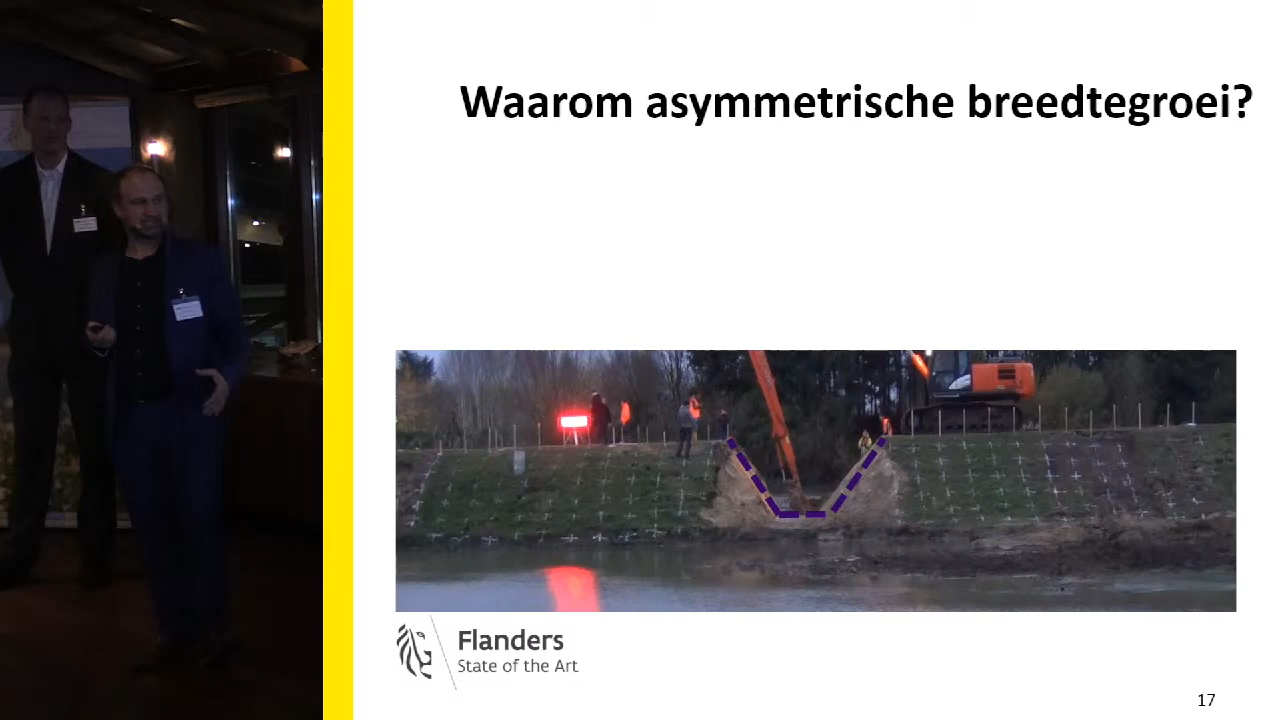 Waarom asymmetrische breedtegroei?
Flanders
State of the Art
17